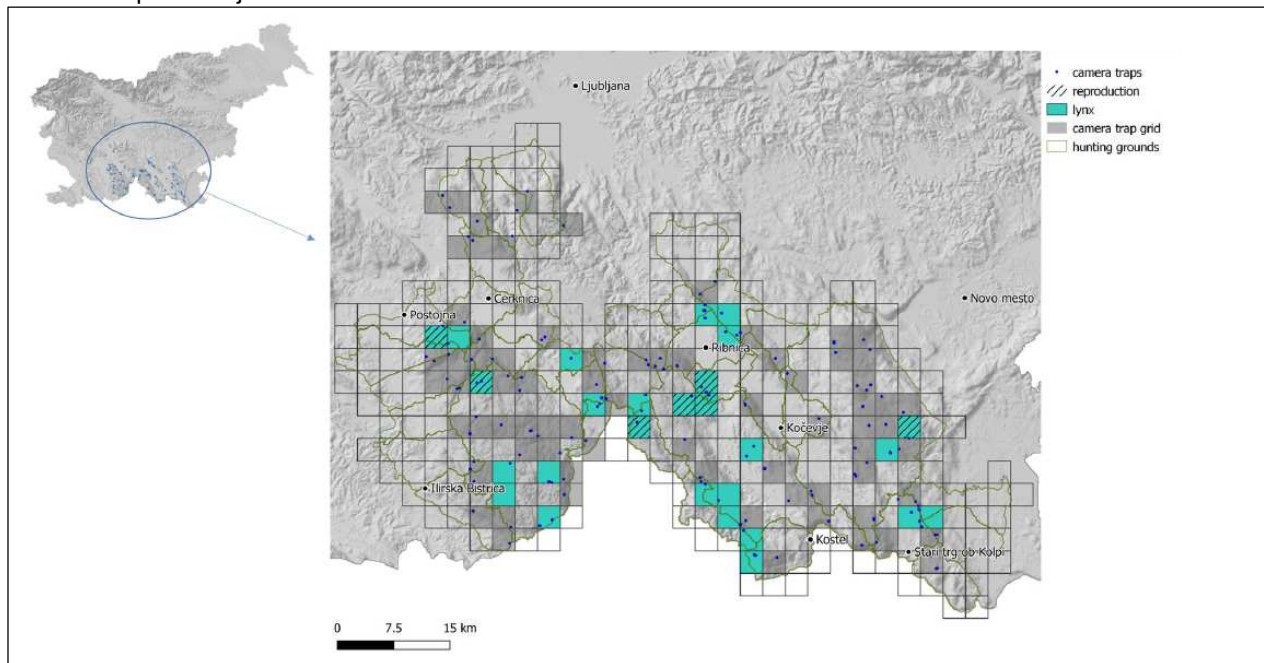 Ljubljana
camera traps
reproduction
lynx
camera trap grid
hunting grounds
Cerknica
Novo mesto
Postojna
Ribnica
Kočevje
Ilirska Bistrica
Kostel
Stari trg ob Kolpi
0 7.5 15 km